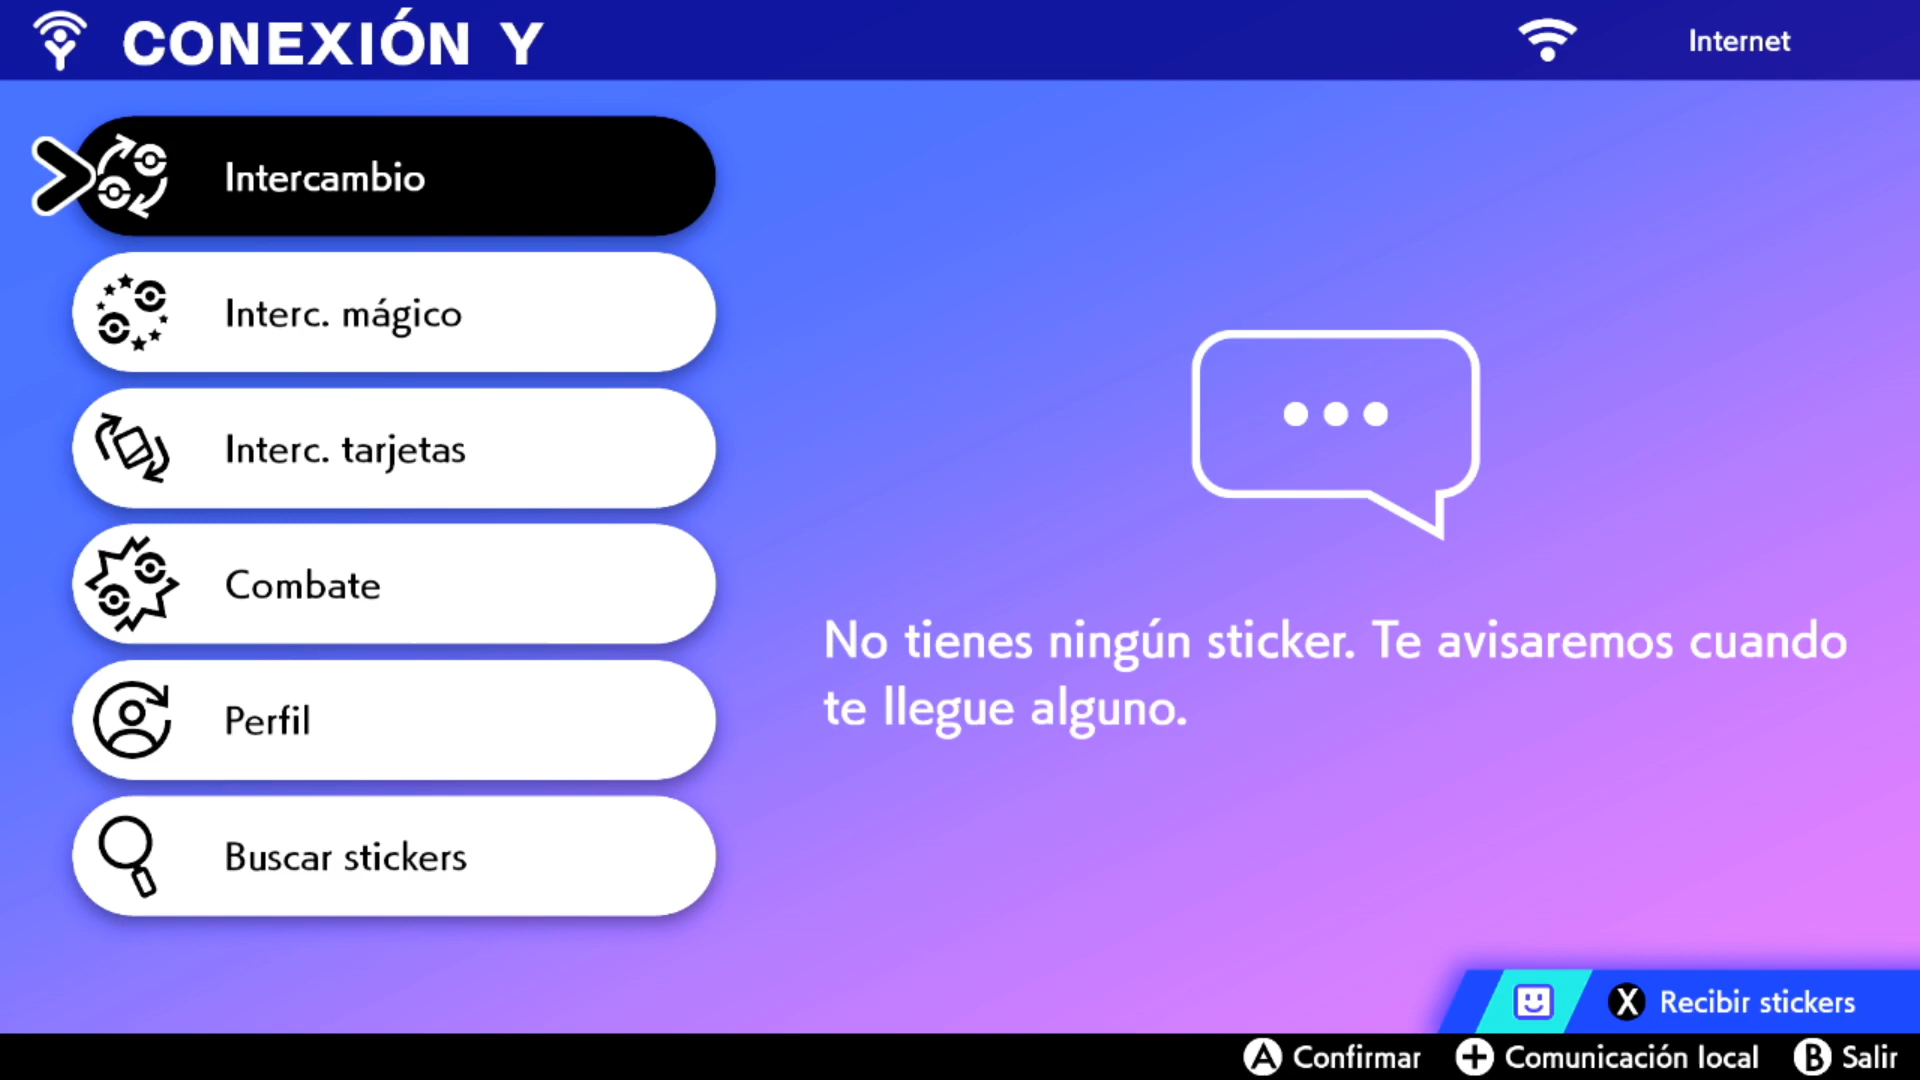 CONEXIÓN Y
Internet
Intercambio
Interc. mágico
Interc. tarjetas
Combate
Perfil
Buscar stickers
No tienes ningún sticker. Te avisaremos cuando
te llegue alguno.
X Recibir stickers
A Confirmar + Comunicación local B Salir